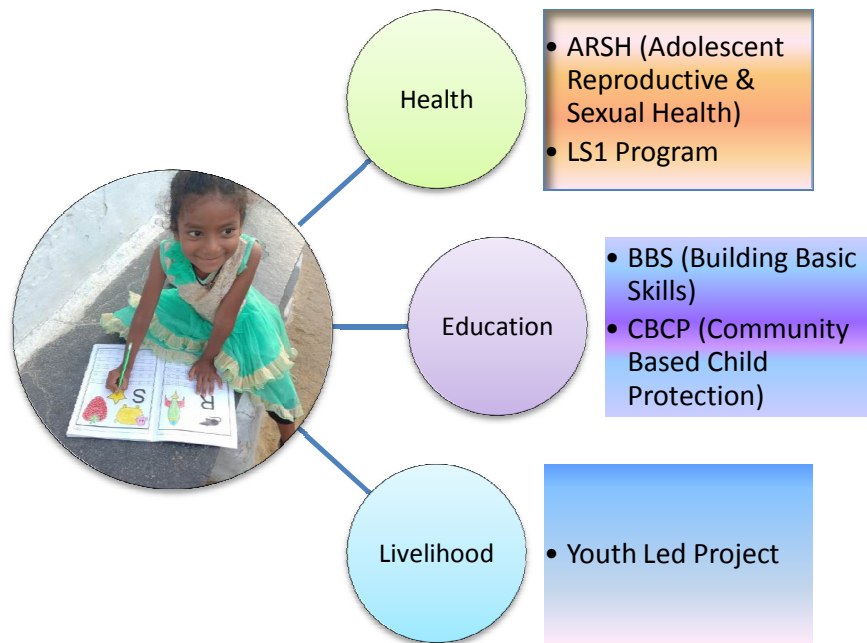 Health
• ARSH (Adolescent
Reproductive &
Sexual Health)
• LS1 Program
Education
• BBS (Building Basic
Skills)
• CBCP (Community
Based Child
Protection)
S
R
Livelihood
• Youth Led Project